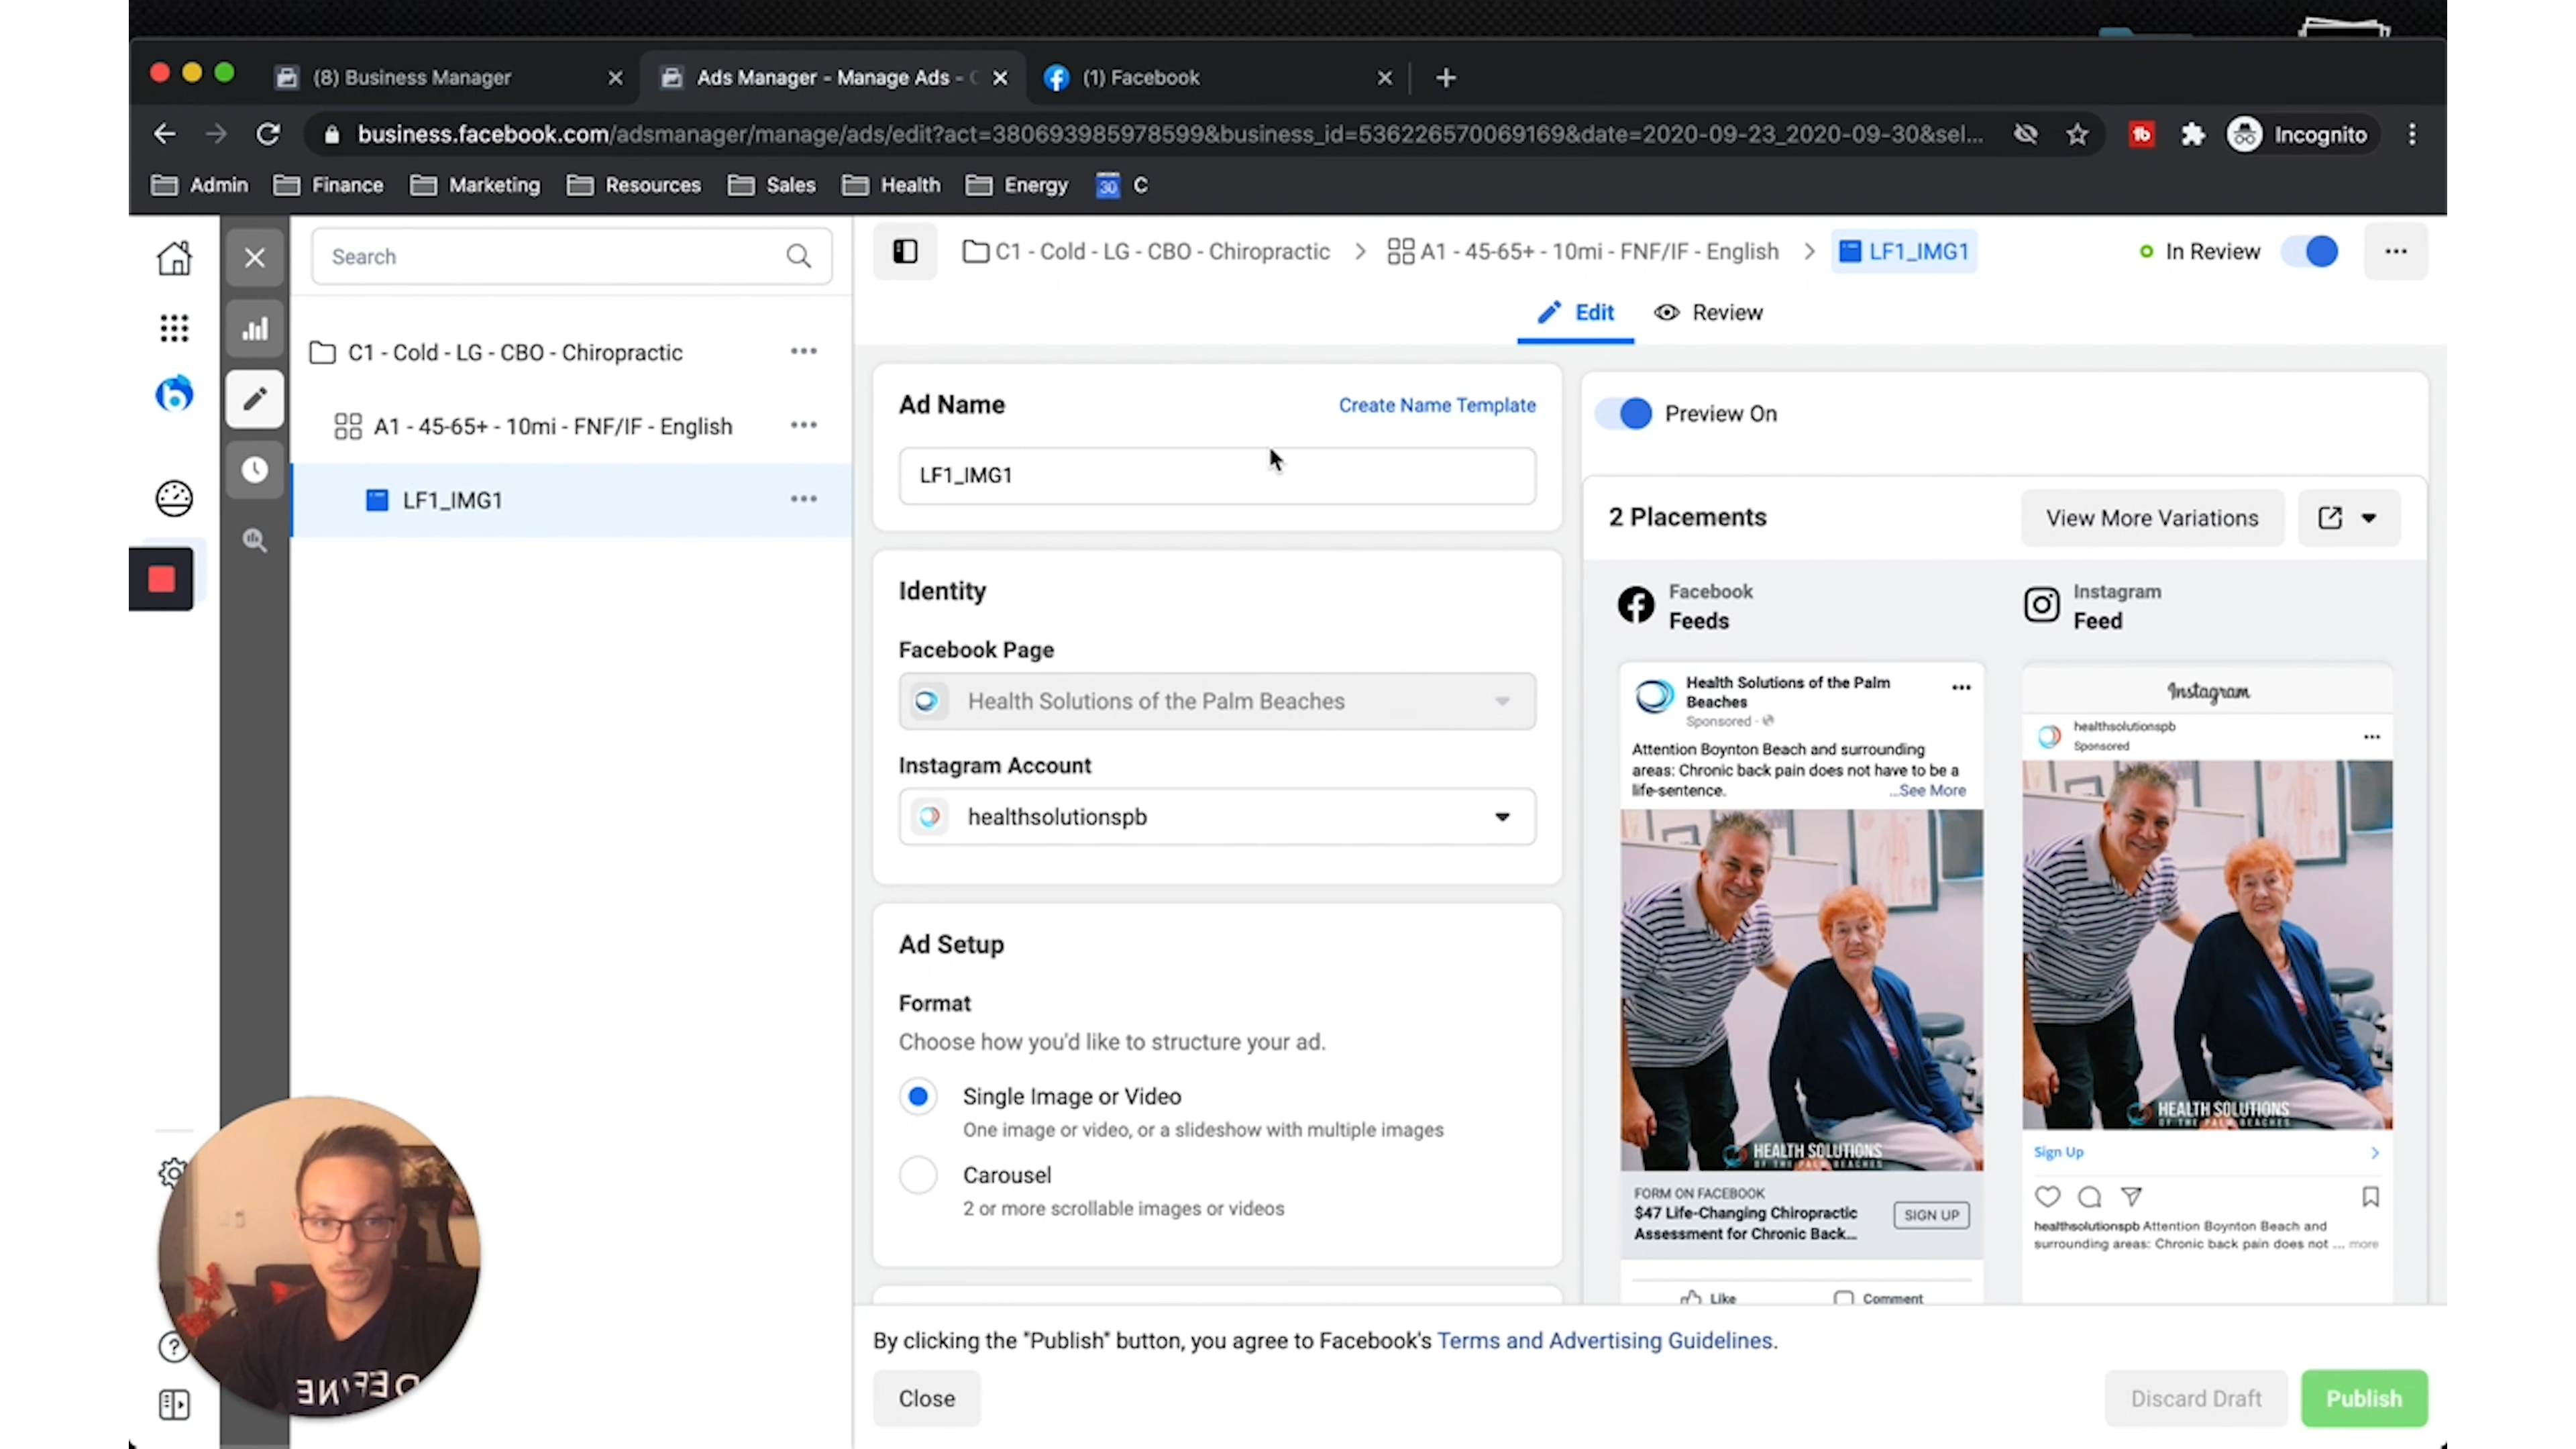 (8) Business Manager
Ads Manager - Manage Ads - C
(1) Facebook
business.facebook.com/adsmanager/manage/ads/edit?act=380693985978599&business_id=536226570069169&date=2020-09-23_2020-09-30&sel...
Incognito
Admin Finance Marketing Resources Sales Health Energy 30 C
Search
C1 - Cold - LG - CBO - Chiropractic
A1 - 45-65+ - 10mi - FNF/IF - English
LF1_IMG1
C1 - Cold - LG - CBO - Chiropractic > A1 - 45-65+ - 10mi - FNF/IF - English > LF1_IMG1
In Review
Edit
Review
Ad Name
Create Name Template
LF1_IMG1
Identity
Facebook Page
Health Solutions of the Palm Beaches
Instagram Account
healthsolutionspb
Ad Setup
Format
Choose how you'd like to structure your ad.
Single Image or Video
One image or video, or a slideshow with multiple images
Carousel
2 or more scrollable images or videos
Preview On
2 Placements
View More Variations
Facebook
Feeds
Health Solutions of the Palm
Beaches
Sponsored ·
Attention Boynton Beach and surrounding
areas: Chronic back pain does not have to be a
life-sentence. ...See More
HEALTH SOLUTIONS
OF THE PALM BEACHES
FORM ON FACEBOOK
$47 Life-Changing Chiropractic
Assessment for Chronic Back...
SIGN UP
Like
Comment
Instagram
Feed
Instagram
healthsolutionspb
Sponsored
HEALTH SOLUTIONS
OF THE PALM BEACHES
Sign Up
healthsolutionspb Attention Boynton Beach and
surrounding areas: Chronic back pain does not ... more
By clicking the "Publish" button, you agree to Facebook's Terms and Advertising Guidelines.
Close
Discard Draft
Publish